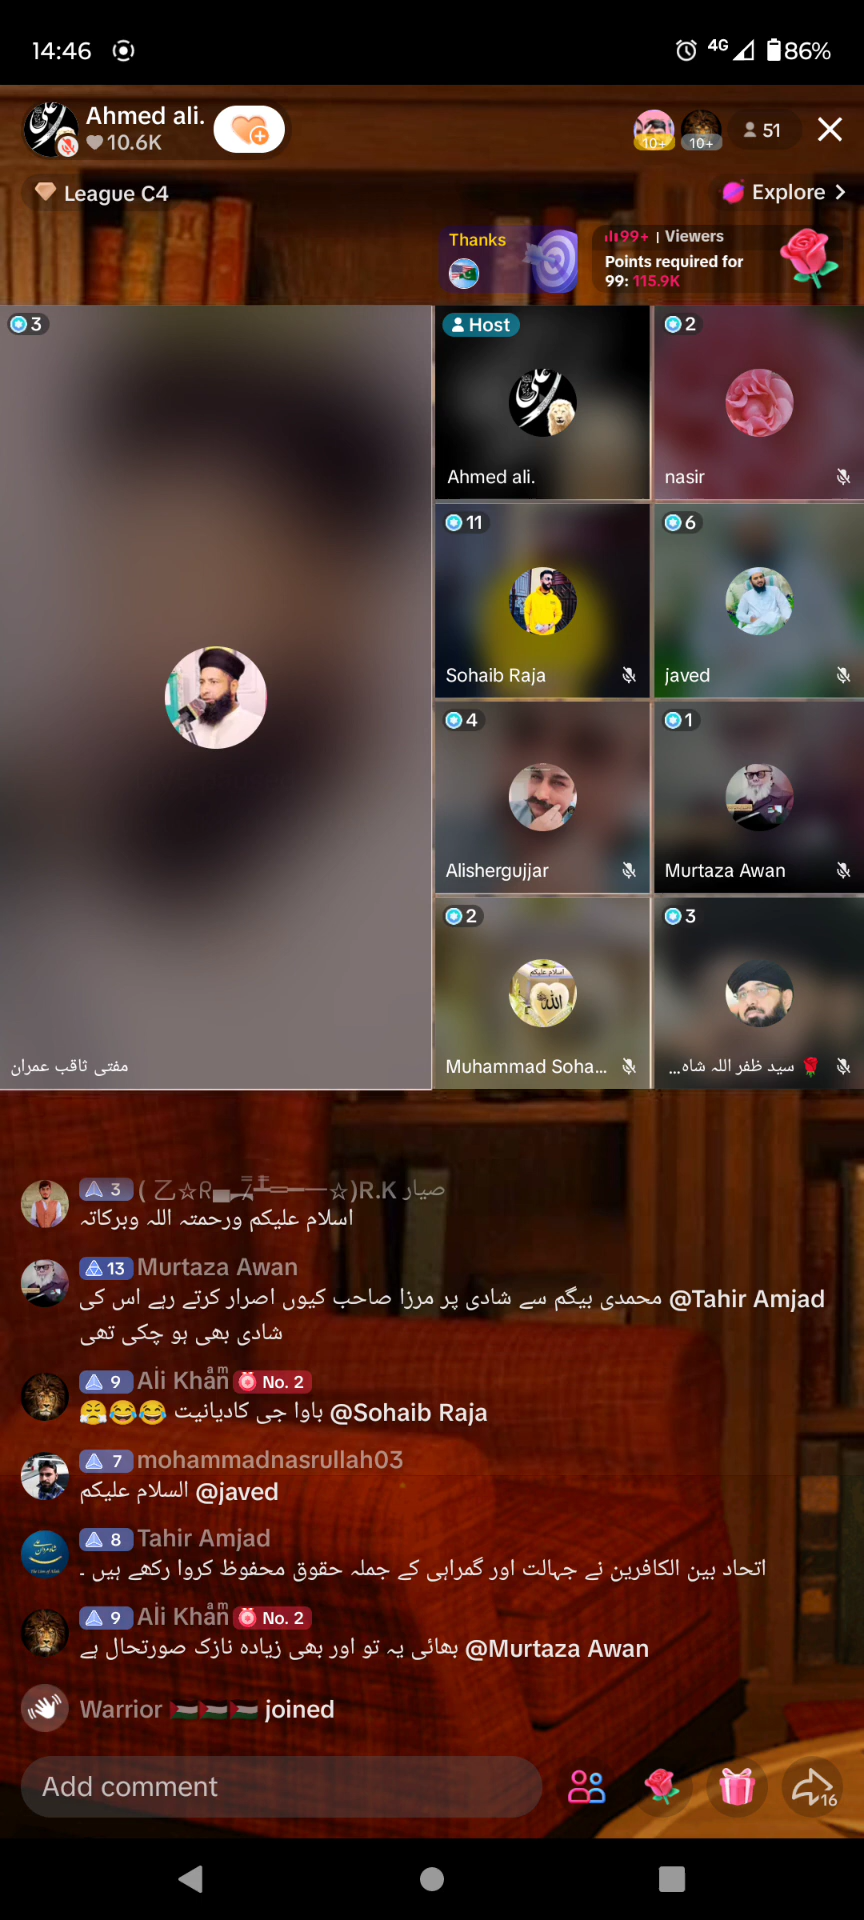 14:46
4G
86%
Ahmed ali.
10.6K
10+
10+
51
League C4
Explore
Thanks
99+ | Viewers
Points required for
99: 115.9K
3
مفتی ثاقب عمران
Host
Ahmed ali.
2
nasir
11
Sohaib Raja
6
javed
4
Alishergujjar
1
Murtaza Awan
2
Muhammad Soha...
3
🌹 سید ظفر اللہ شاہ...
3 R.K صیار
اسلام علیکم ورحمتہ اللہ وبرکاتہ
13 Murtaza Awan
@Tahir Amjad محمدی بیگم سے شادی پر مرزا صاحب کیوں اصرار کرتے رہے اس کی
شادی بھی ہو چکی تھی
9 Ali Khan am No. 2
@Sohaib Raja باوا جی کادیانیت 😂😂😤
7 mohammadnasrullah03
@javed السلام علیکم
8 Tahir Amjad
اتحاد بین الکافرین نے جہالت اور گمراہی کے جملہ حقوق محفوظ کروا رکھے ہیں ۔
9 Ali Khan am No. 2
@Murtaza Awan بھائی یہ تو اور بھی زیادہ نازک صورتحال ہے
Warrior 🇵🇸🇵🇸🇵🇸 joined
Add comment
16